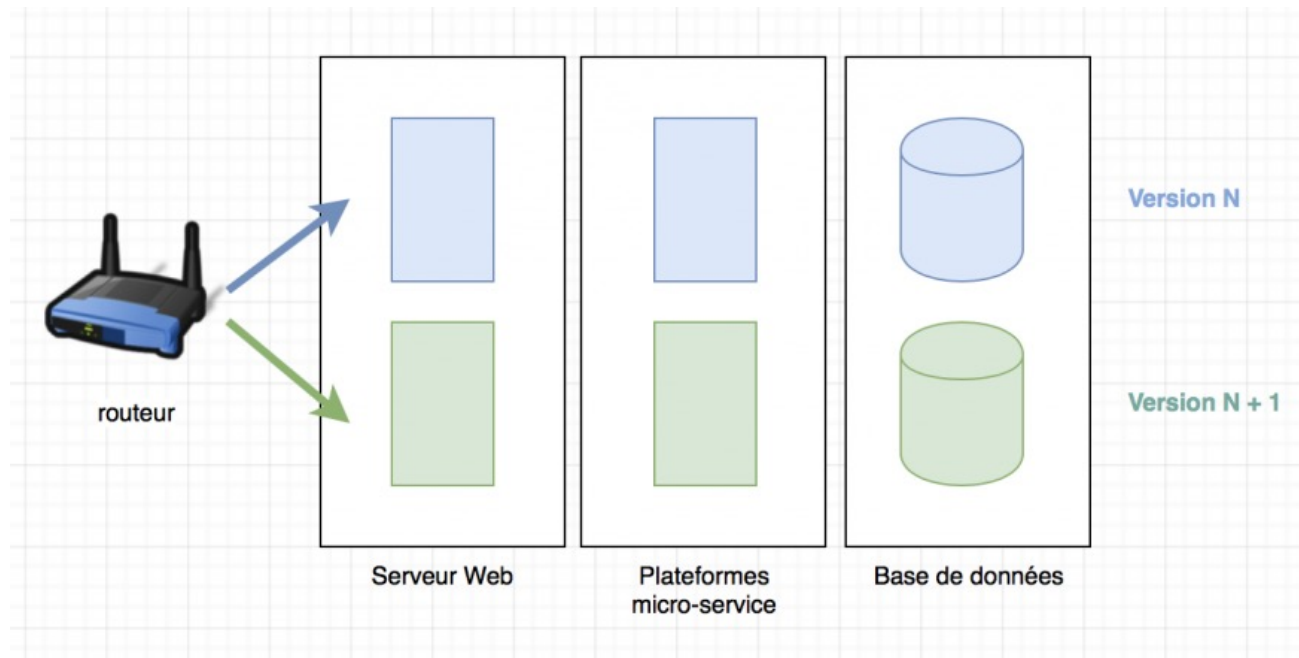 Version N
Version N + 1
routeur
Serveur Web
Plateformes
micro-service
Base de données